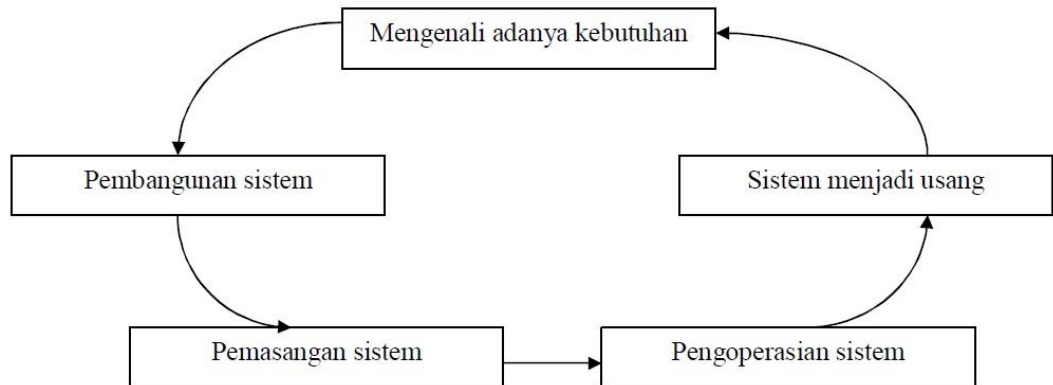 Mengenali adanya kebutuhan
Pembangunan sistem
Sistem menjadi usang
Pemasangan sistem
Pengoperasian sistem